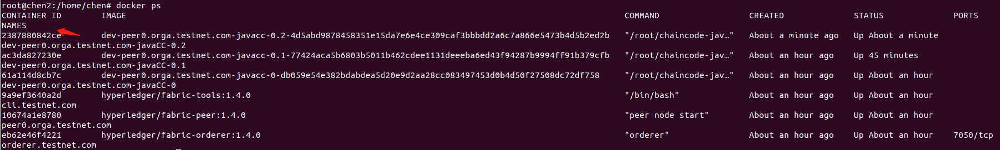 root@chen2:/home/chen# docker ps
CONTAINER ID        IMAGE                                                                                                    COMMAND                  CREATED              STATUS              PORTS
NAMES
2387880842ce        dev-peer0.orga.testnet.com-javacc-0.2-4d5abd9878458351e15da7e6e4ce309caf3bbbdd2a6c7a866e5473b4d5b2ed2b   "/root/chaincode-jav…"   About a minute ago   Up About a minute
dev-peer0.orga.testnet.com-javaCC-0.2
ac3da827230e        dev-peer0.orga.testnet.com-javacc-0.1-77424aca5b6803b5011b462cdee1131deeeba6ed43f94287b9994ff91b379cfb   "/root/chaincode-jav…"   About an hour ago    Up 45 minutes
dev-peer0.orga.testnet.com-javaCC-0.1
61a114d8cb7c        dev-peer0.orga.testnet.com-javacc-0-db059e54e382bdabdea5d20e9d2aa28cc083497453d0b4d50f27508dc72df758     "/root/chaincode-jav…"   About an hour ago    Up About an hour
dev-peer0.orga.testnet.com-javaCC-0
9a9ef3640a2d        hyperledger/fabric-tools:1.4.0                                                                           "/bin/bash"              About an hour ago    Up About an hour
cli.testnet.com
10674a1e8780        hyperledger/fabric-peer:1.4.0                                                                            "peer node start"        About an hour ago    Up About an hour
peer0.orga.testnet.com
eb62e46f4221        hyperledger/fabric-orderer:1.4.0                                                                         "orderer"                About an hour ago    Up About an hour    7050/tcp
orderer.testnet.com